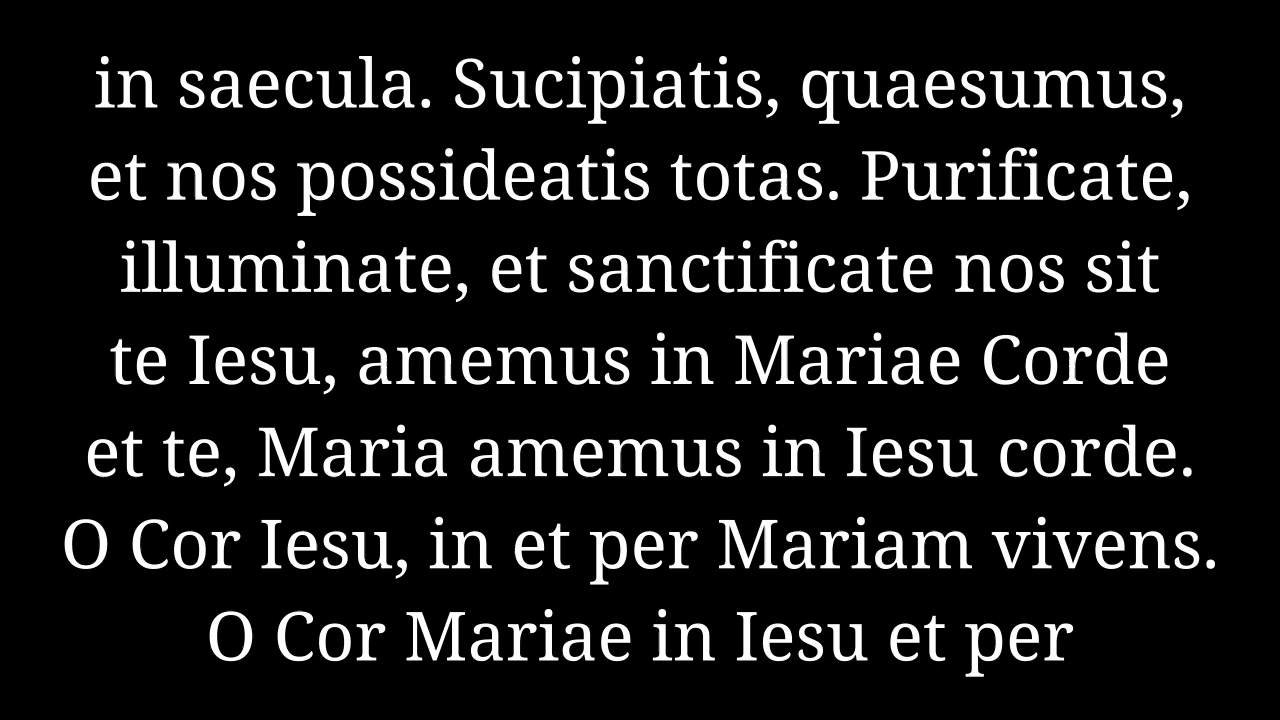 in saecula. Sucipiatis, quaesumus,
et nos possideatis totas. Purificate,
illuminate, et sanctificate nos sit
te Iesu, amemus in Mariae Corde
et te, Maria amemus in Iesu corde.
O Cor Iesu, in et per Mariam vivens.
O Cor Mariae in Iesu et per